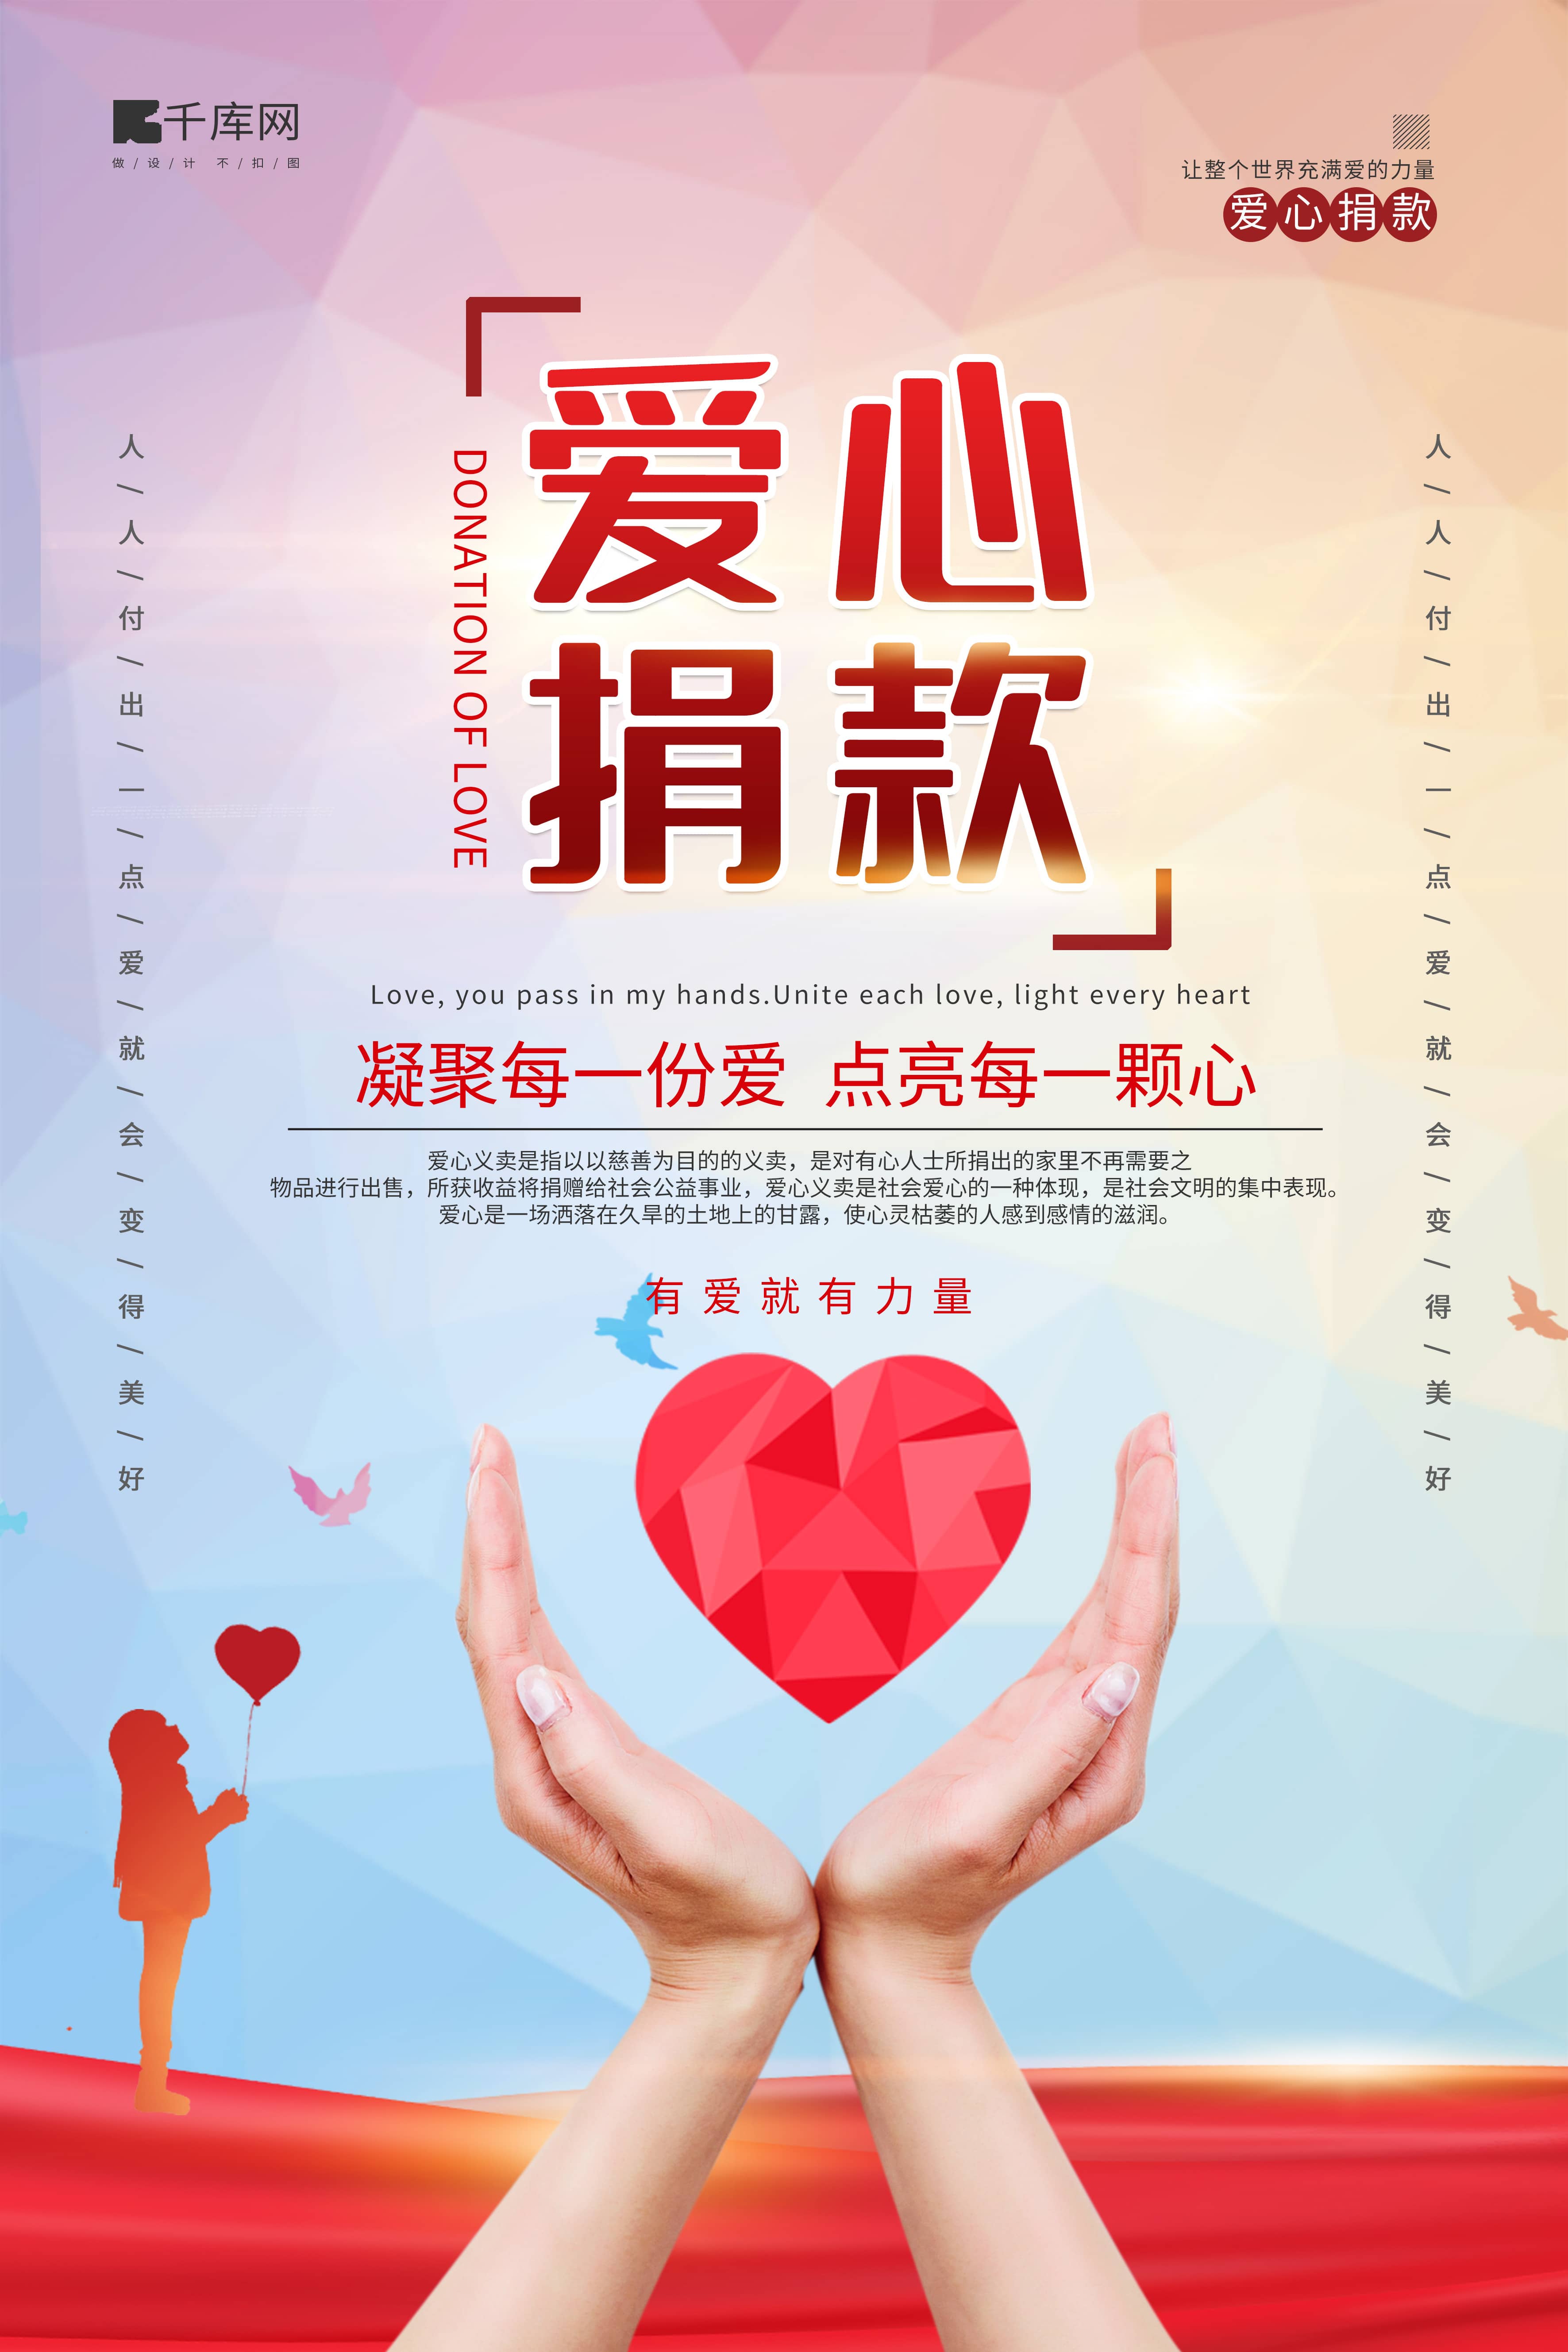 千库网
做/设/计 不/扣/图
让整个世界充满爱的力量
爱心捐款
爱心
捐款
DONATION OF LOVE
人/人/付/出/一/点/爱/就/会/变/得/美/好
人/人/付/出/一/点/爱/就/会/变/得/美/好
Love, you pass in my hands.Unite each love, light every heart
凝聚每一份爱 点亮每一颗心
爱心义卖是指以以慈善为目的的义卖，是对有心人士所捐出的家里不再需要之
物品进行出售，所获收益将捐赠给社会公益事业，爱心义卖是社会爱心的一种体现，是社会文明的集中表现。
爱心是一场洒落在久旱的土地上的甘露，使心灵枯萎的人感到感情的滋润。
有爱就有力量